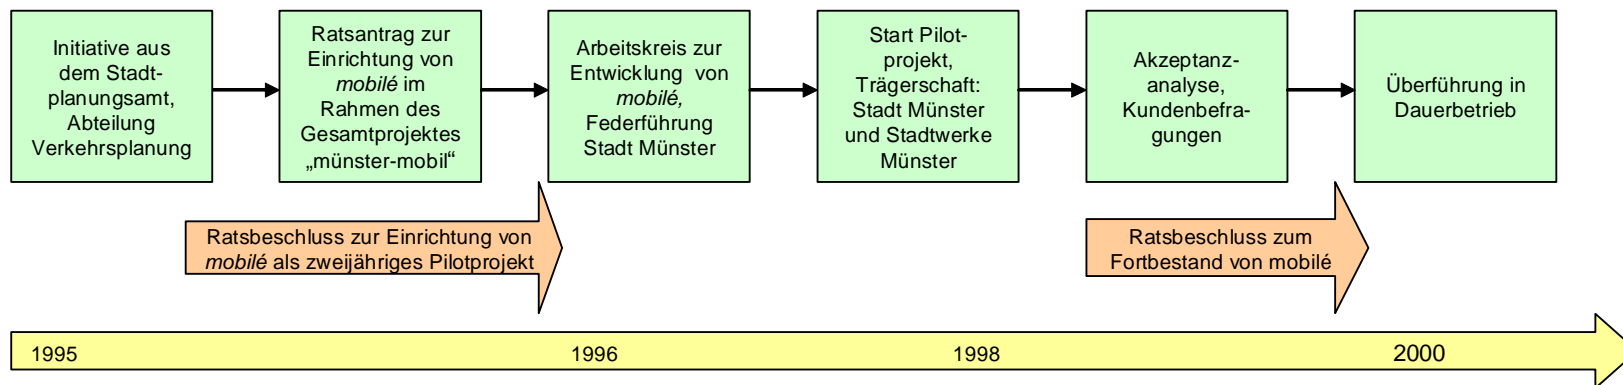 Initiative aus
dem Stadt-
planungsamt,
Abteilung
Verkehrsplanung
Ratsantrag zur
Einrichtung von
mobilé im
Rahmen des
Gesamtprojektes
„münster-mobil“
Arbeitskreis zur
Entwicklung von
mobilé,
Federführung
Stadt Münster
Start Pilot-
projekt,
Trägerschaft:
Stadt Münster
und Stadtwerke
Münster
Akzeptanz-
analyse,
Kundenbefra-
gungen
Überführung in
Dauerbetrieb
Ratsbeschluss zur Einrichtung von
mobilé als zweijähriges Pilotprojekt
Ratsbeschluss zum
Fortbestand von mobilé
1995
1996
1998
2000